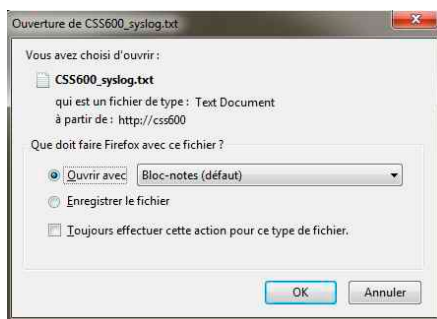 Ouverture de CSS600_syslog.txt
Vous avez choisi d'ouvrir :
CSS600_syslog.txt
qui est un fichier de type : Text Document
à partir de : http://css600
Que doit faire Firefox avec ce fichier ?
Ouvrir avec Bloc-notes (défaut)
Enregistrer le fichier
Toujours effectuer cette action pour ce type de fichier.
OK Annuler